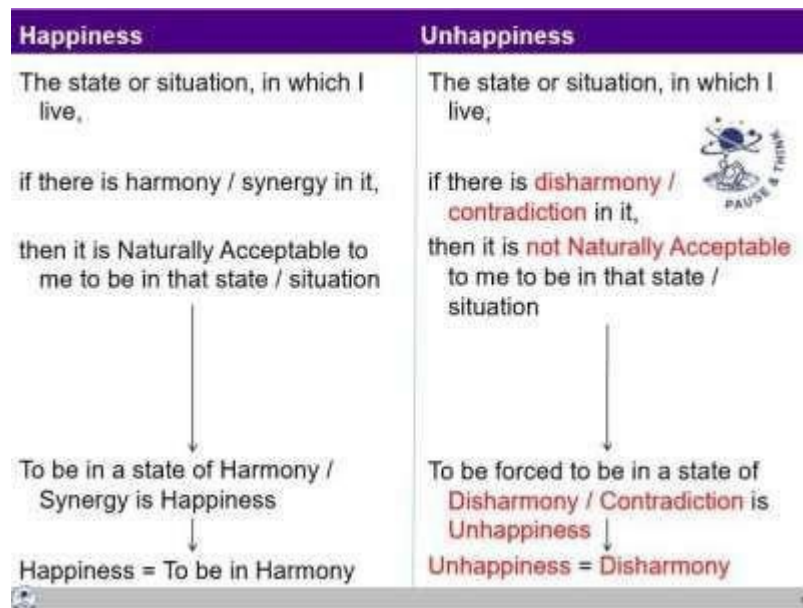 Happiness
The state or situation, in which I
live,
if there is harmony / synergy in it,
then it is Naturally Acceptable to
me to be in that state / situation
To be in a state of Harmony /
Synergy is Happiness
Happiness = To be in Harmony
Unhappiness
The state or situation, in which I
live,
if there is disharmony /
contradiction in it,
then it is not Naturally Acceptable
to me to be in that state /
situation
To be forced to be in a state of
Disharmony / Contradiction is
Unhappiness
Unhappiness = Disharmony
PAUSE & THINK